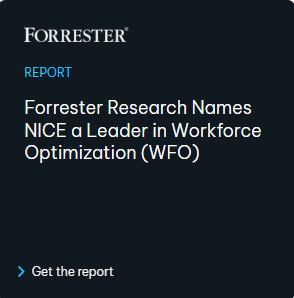 FORRESTER®
REPORT
Forrester Research Names
NICE a Leader in Workforce
Optimization (WFO)
Get the report